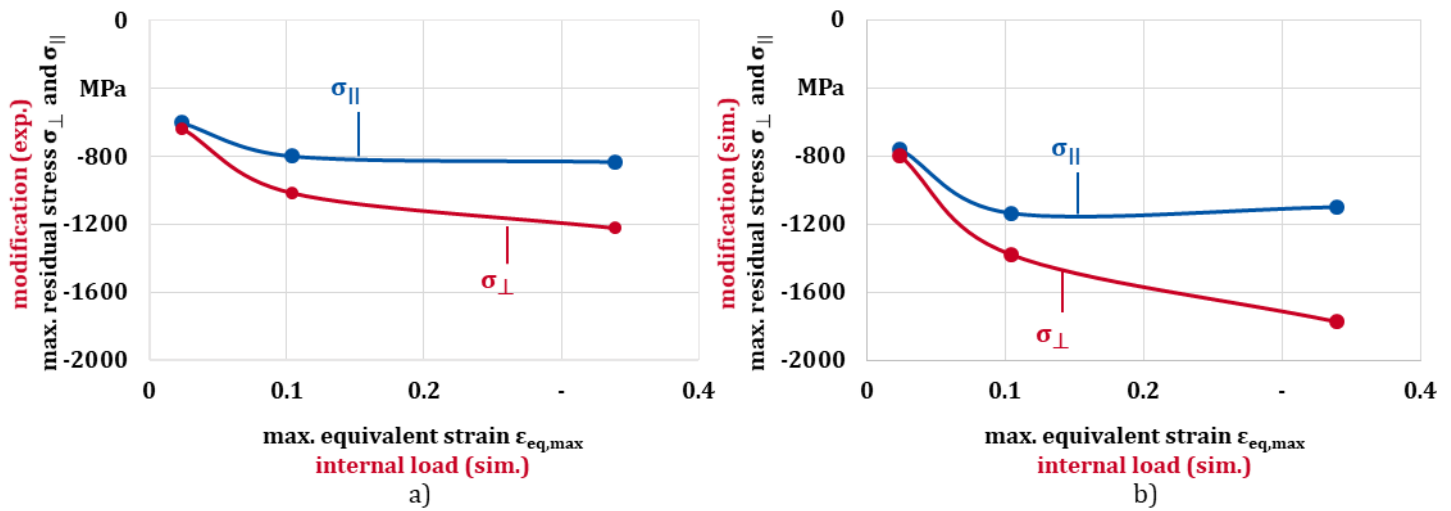 modification (exp.)
max. residual stress σ⊥ and σ||
0
MPa
-800
-1200
-1600
-2000
σ||
σ⊥
0
0.1
0.2
-
0.4
max. equivalent strain εeq,max
internal load (sim.)
a)
modification (sim.)
max. residual stress σ⊥ and σ||
0
MPa
-800
-1200
-1600
-2000
σ||
σ⊥
0
0.1
0.2
-
0.4
max. equivalent strain εeq,max
internal load (sim.)
b)